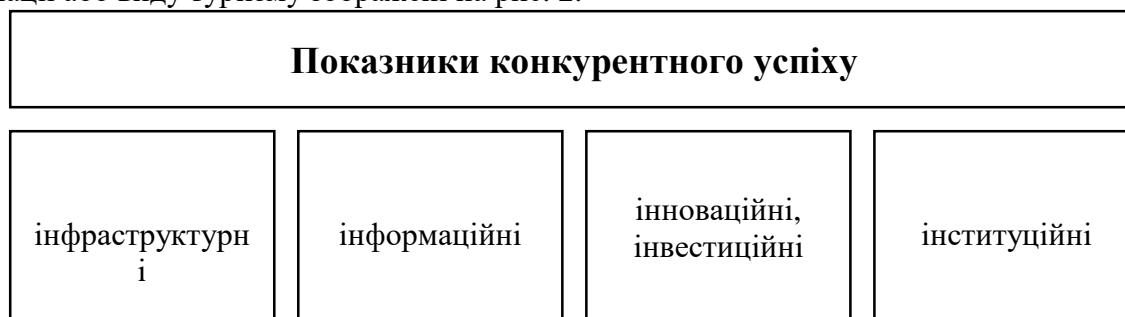 Показники конкурентного успіху
інфраструктурн
і
інформаційні
інноваційні,
інвестиційні
інституційні